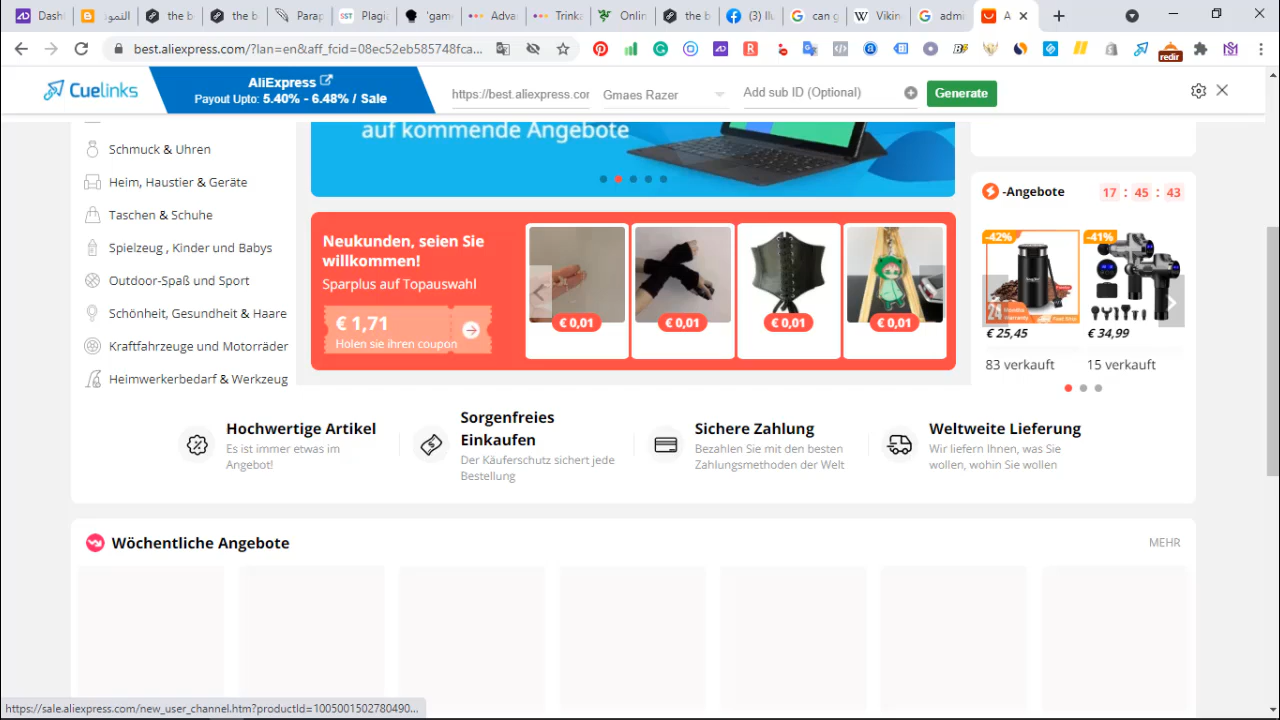 Dashl
the b
the b
Parap
SST
Plagia
'game
Adva
Trinka
Onlin
the b
(3) Ilu
can g
W
Vikin
admi
A
best.aliexpress.com/?lan=en&aff_fcid=08ec52eb585748fca...
redir
Cuelinks
AliExpress
Payout Upto: 5.40% - 6.48% / Sale
https://best.aliexpress.cor
Gmaes Razer
Add sub ID (Optional)
Generate
auf kommende Angebote
Schmuck & Uhren
Heim, Haustier & Geräte
Taschen & Schuhe
Spielzeug , Kinder und Babys
Outdoor-Spaß und Sport
Schönheit, Gesundheit & Haare
Kraftfahrzeuge und Motorräder
Heimwerkerbedarf & Werkzeug
Neukunden, seien Sie
willkommen!
Sparplus auf Topauswahl
€ 1,71
Holen sie ihren coupon
€ 0,01
€ 0,01
€ 0,01
€ 0,01
-Angebote
17 : 45 : 43
-42%
€ 25,45
83 verkauft
-41%
€ 34,99
15 verkauft
Hochwertige Artikel
Es ist immer etwas im
Angebot!
Sorgenfreies
Einkaufen
Der Käuferschutz sichert jede
Bestellung
Sichere Zahlung
Bezahlen Sie mit den besten
Zahlungsmethoden der Welt
Weltweite Lieferung
Wir liefern Ihnen, was Sie
wollen, wohin Sie wollen
Wöchentliche Angebote
MEHR
https://sale.aliexpress.com/new_user_channel.htm?productId=1005001502780490...